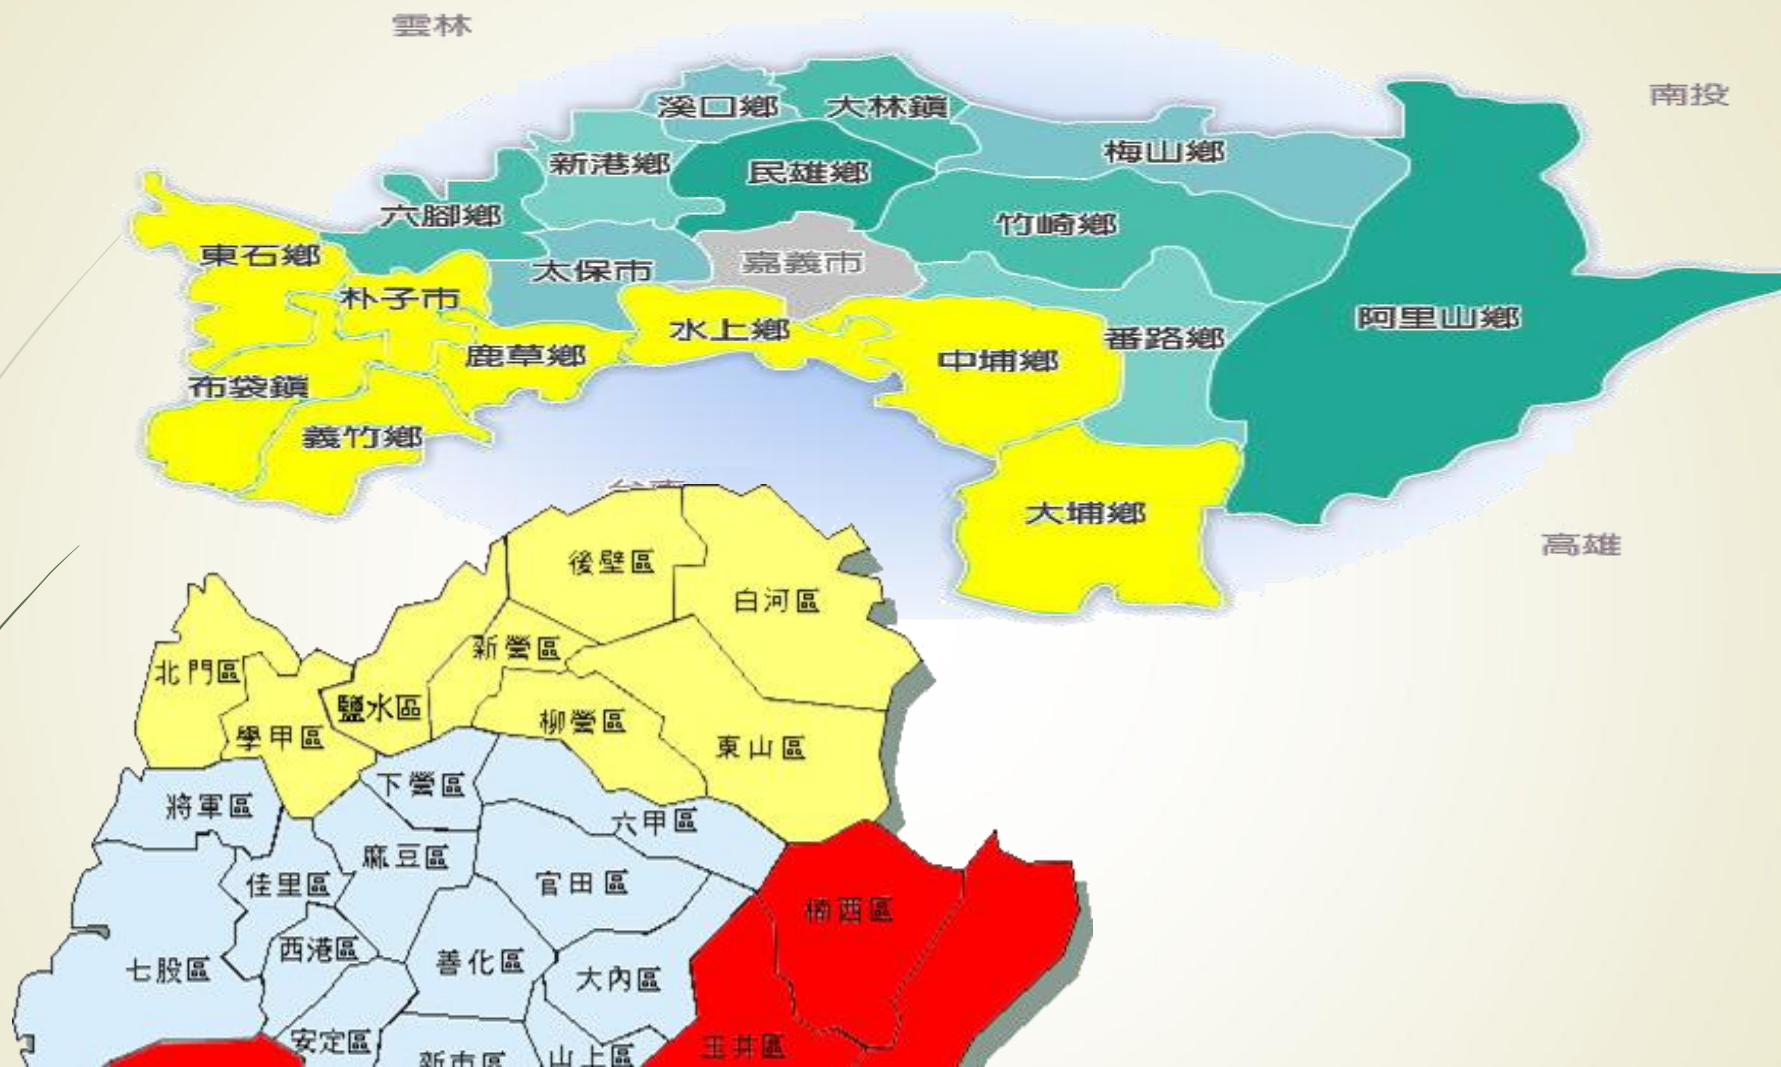 雲林
南投
溪口鄉
大林鎮
新港鄉
民雄鄉
梅山鄉
六腳鄉
竹崎鄉
東石鄉
太保市
嘉義市
朴子市
水上鄉
阿里山鄉
鹿草鄉
中埔鄉
番路鄉
布袋鎮
義竹鄉
大埔鄉
高雄
後壁區
白河區
新營區
北門區
鹽水區
柳營區
學甲區
東山區
下營區
將軍區
六甲區
麻豆區
佳里區
官田區
楠西區
西港區
善化區
七股區
大內區
安定區
玉井區
新市區
山上區